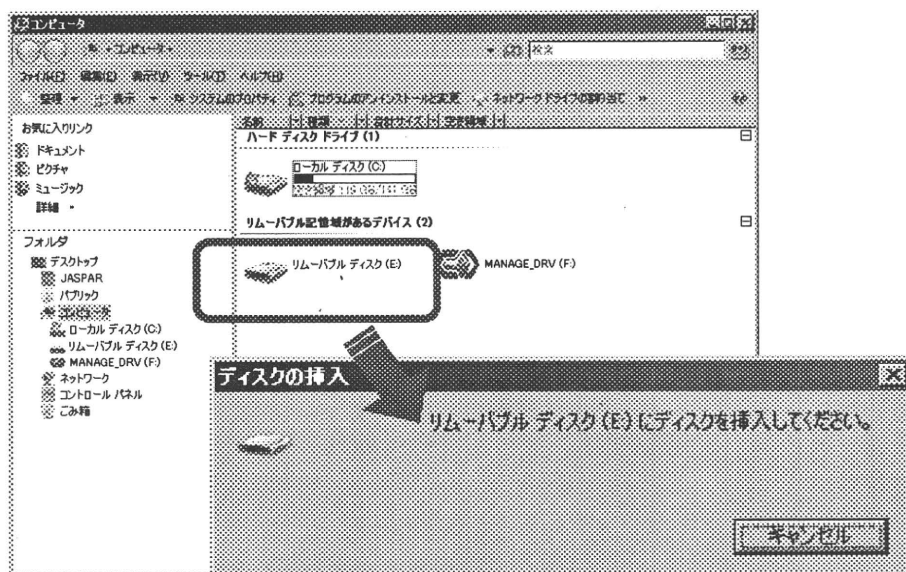 コンピュータ
コンピュータ
検索
ファイル(F) 編集(E) 表示(V) ツール(T) ヘルプ(H)
整理 表示 システムのプロパティ プログラムのアンインストールと変更 ネットワークドライブの割り当て »
お気に入りリンク
ドキュメント
ピクチャ
ミュージック
詳細
フォルダ
デスクトップ
JASPAR
パブリック
コンピュータ
ローカル ディスク (C:)
リムーバブル ディスク (E:)
MANAGE_DRV (F:)
ネットワーク
コントロール パネル
ごみ箱
名前 種類 合計サイズ 空き領域
ハード ディスク ドライブ (1)
ローカル ディスク (C:)
リムーバブル記憶域があるデバイス (2)
リムーバブル ディスク (E:)
MANAGE_DRV (F:)
ディスクの挿入
リムーバブル ディスク (E:) にディスクを挿入してください。
キャンセル